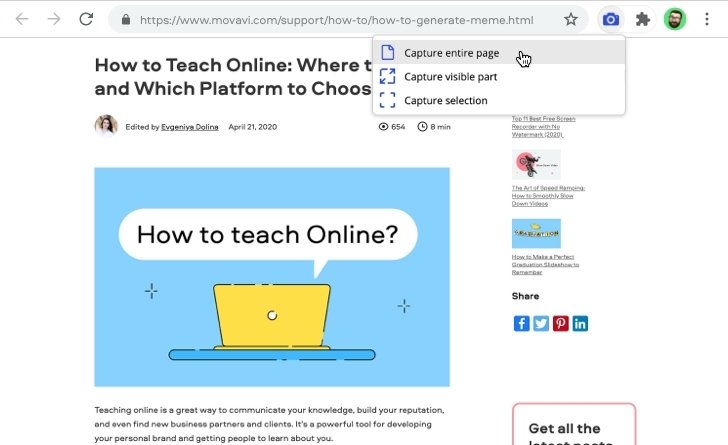 https://www.movavi.com/support/how-to/how-to-generate-meme.html
Capture entire page
Capture visible part
Capture selection
How to Teach Online: Where t
and Which Platform to Choos
Edited by Evgeniya Dolina April 21, 2020 654 8 min
How to teach Online?
Teaching online is a great way to communicate your knowledge, build your reputation,
and even find new business partners and clients. It's a powerful tool for developing
your personal brand and getting people to learn about you.
Top 11 Best Free Screen
Recorder with No
Watermark (2020)
The Art of Speed Ramping:
How to Smoothly Slow
Down Videos
How to Make a Perfect
Graduation Slideshow to
Remember
Share
Get all the
latest posts